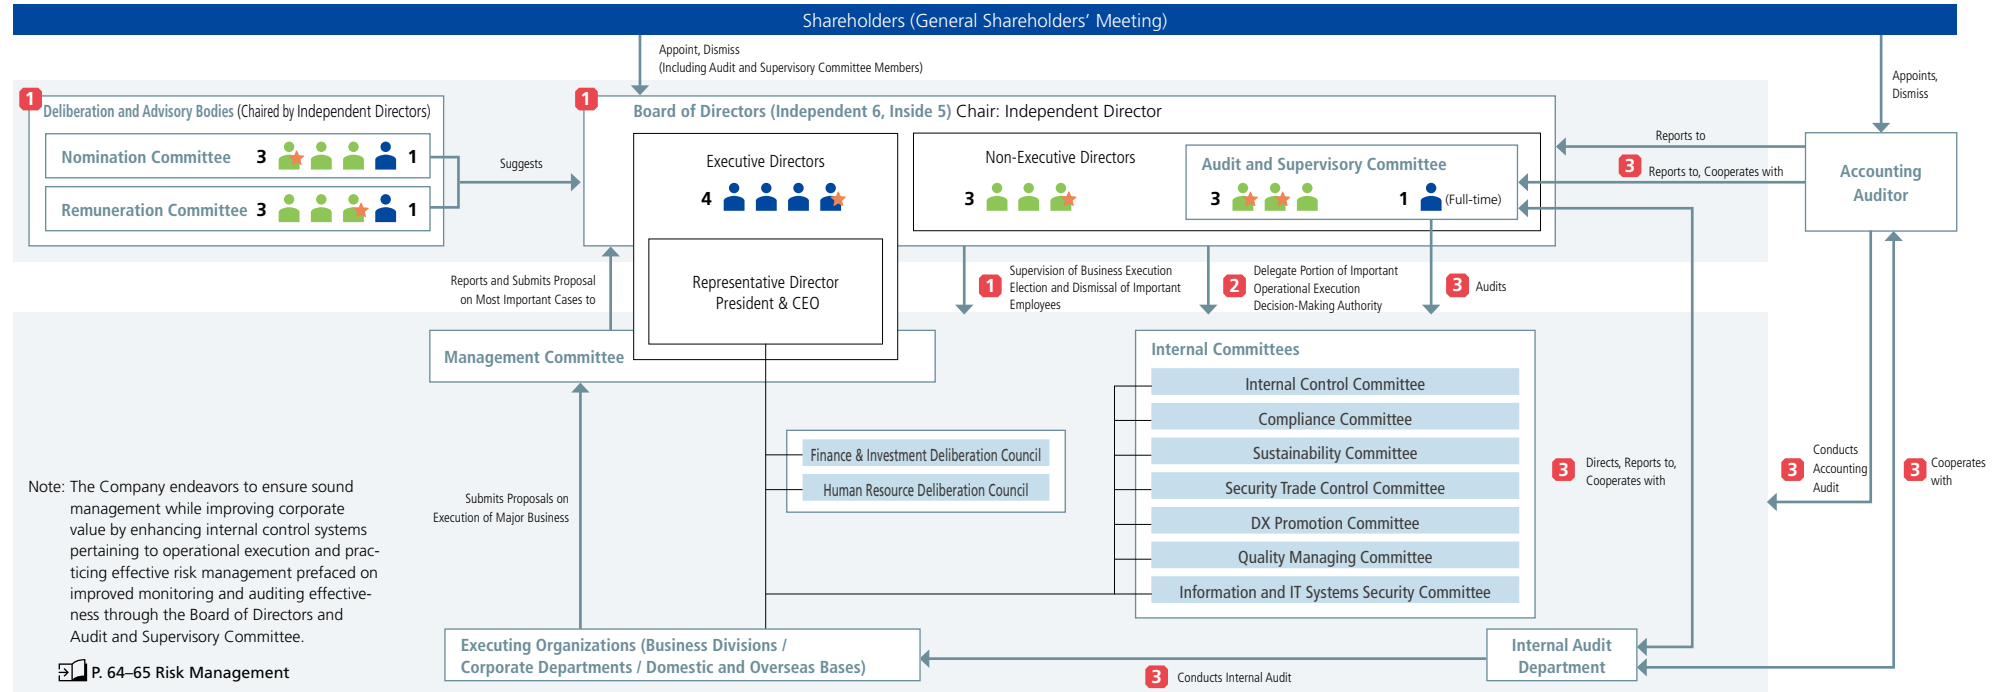 Shareholders (General Shareholders' Meeting)
Appoint, Dismiss
(Including Audit and Supervisory Committee Members)
Appoints,
Dismiss
1
Deliberation and Advisory Bodies (Chaired by Independent Directors)
Nomination Committee 3 1
Remuneration Committee 3 1
Suggests
1
Board of Directors (Independent 6, Inside 5) Chair: Independent Director
Executive Directors
4
Non-Executive Directors
3
Audit and Supervisory Committee
3 1 (Full-time)
Reports to
3 Reports to, Cooperates with
Accounting
Auditor
Representative Director
President & CEO
Reports and Submits Proposal
on Most Important Cases to
1
Supervision of Business Execution
Election and Dismissal of Important
Employees
2
Delegate Portion of Important
Operational Execution
Decision-Making Authority
3 Audits
Management Committee
Internal Committees
Internal Control Committee
Compliance Committee
Sustainability Committee
Security Trade Control Committee
DX Promotion Committee
Quality Managing Committee
Information and IT Systems Security Committee
Finance & Investment Deliberation Council
Human Resource Deliberation Council
Submits Proposals on
Execution of Major Business
3
Directs, Reports to,
Cooperates with
3
Conducts
Accounting
Audit
3
Cooperates
with
Note: The Company endeavors to ensure sound
management while improving corporate
value by enhancing internal control systems
pertaining to operational execution and prac-
ticing effective risk management prefaced on
improved monitoring and auditing effective-
ness through the Board of Directors and
Audit and Supervisory Committee.
P. 64–65 Risk Management
Executing Organizations (Business Divisions /
Corporate Departments / Domestic and Overseas Bases)
3 Conducts Internal Audit
Internal Audit
Department